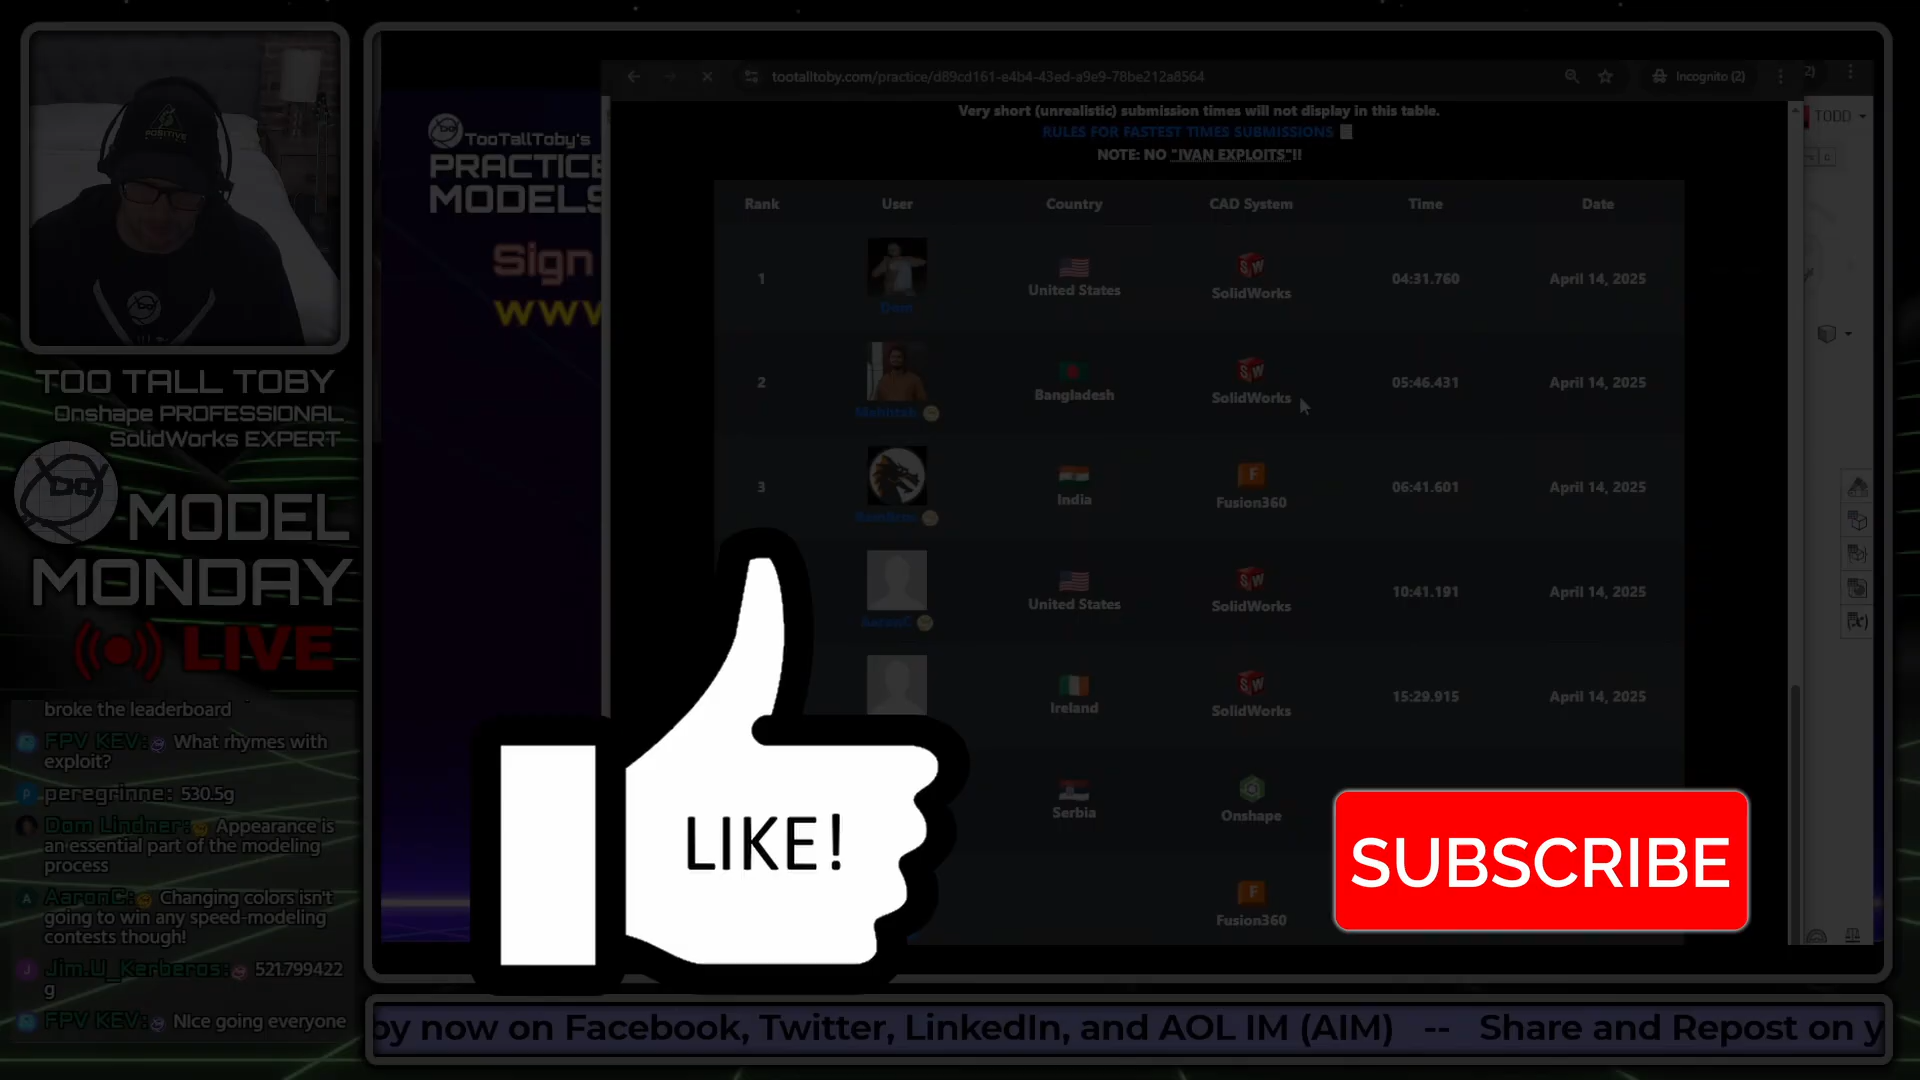 TOO TALL TOBY
Onshape PROFESSIONAL
SolidWorks EXPERT
MODEL
MONDAY
LIVE
broke the leaderboard
FPV KEV: What rhymes with
exploit?
peregrinne: 530.5g
Dom Lindner: Appearance is
an essential part of the modeling
process
AaronC: Changing colors isn't
going to win any speed-modeling
contests though!
Jim.U_Kerberos: 521.799422
g
FPV KEV: NIce going everyone
TooTallToby's
PRACTICE
MODELS
Sign
WWW
tootalltoby.com/practice/d89cd161-e4b4-43ed-a9e9-78be212a8564
Incognito (2)
TODD
POSITIVE
Very short (unrealistic) submission times will not display in this table.
RULES FOR FASTEST TIMES SUBMISSIONS
NOTE: NO "IVAN EXPLOITS"!!
Rank User Country CAD System Time Date
1 Dom United States SolidWorks 04:31.760 April 14, 2025
2 Bangladesh SolidWorks 05:46.431 April 14, 2025
3 India Fusion360 06:41.601 April 14, 2025
AaronC United States SolidWorks 10:41.191 April 14, 2025
Ireland SolidWorks 15:29.915 April 14, 2025
Serbia Onshape
Fusion360
LIKE!
SUBSCRIBE
by now on Facebook, Twitter, LinkedIn, and AOL IM (AIM) -- Share and Repost on y